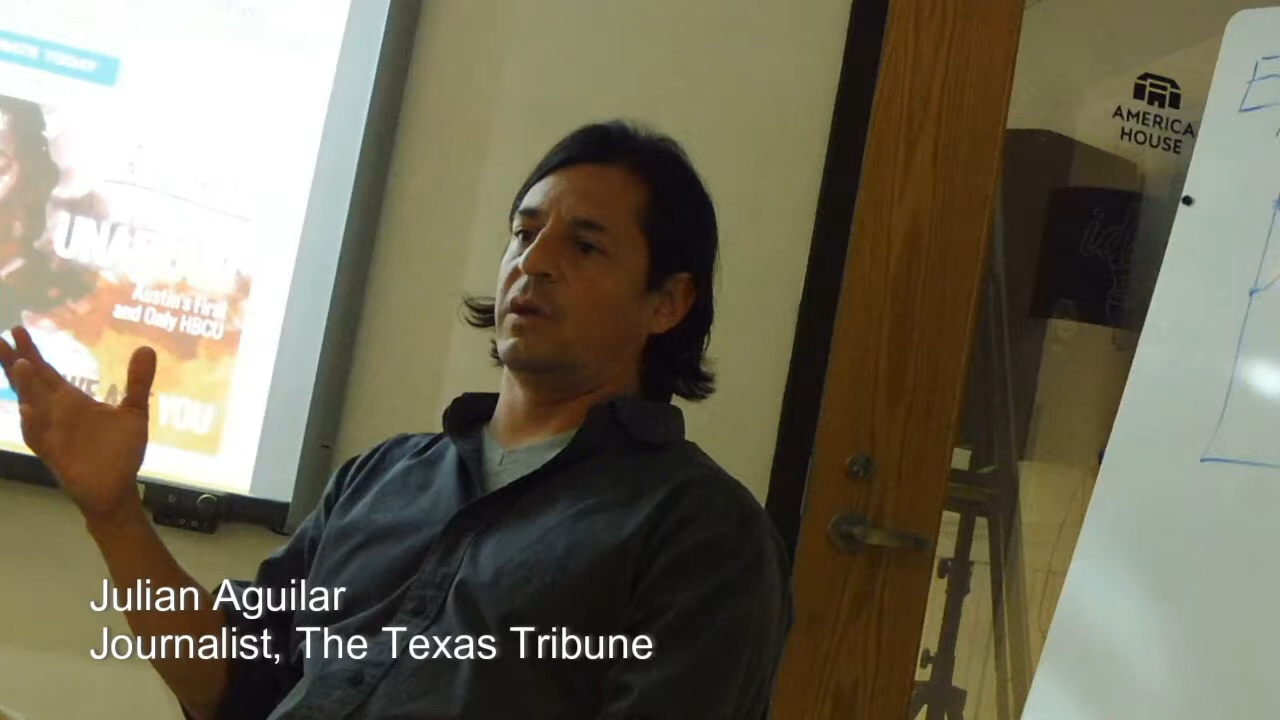 Austin's First
and Only HBCU
YOU
AMERICA
HOUSE
Julian Aguilar
Journalist, The Texas Tribune